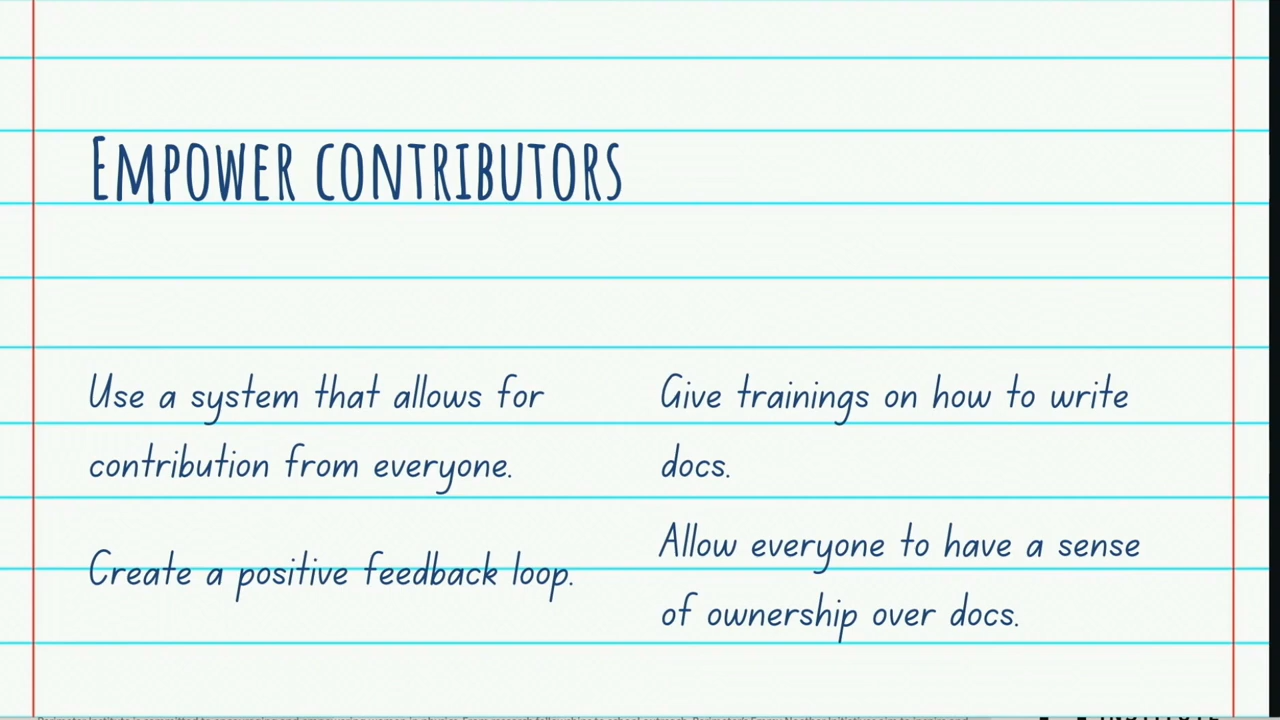 Empower contributors
Use a system that allows for
contribution from everyone.
Create a positive feedback loop.
Give trainings on how to write
docs.
Allow everyone to have a sense
of ownership over docs.
INSTITUTE